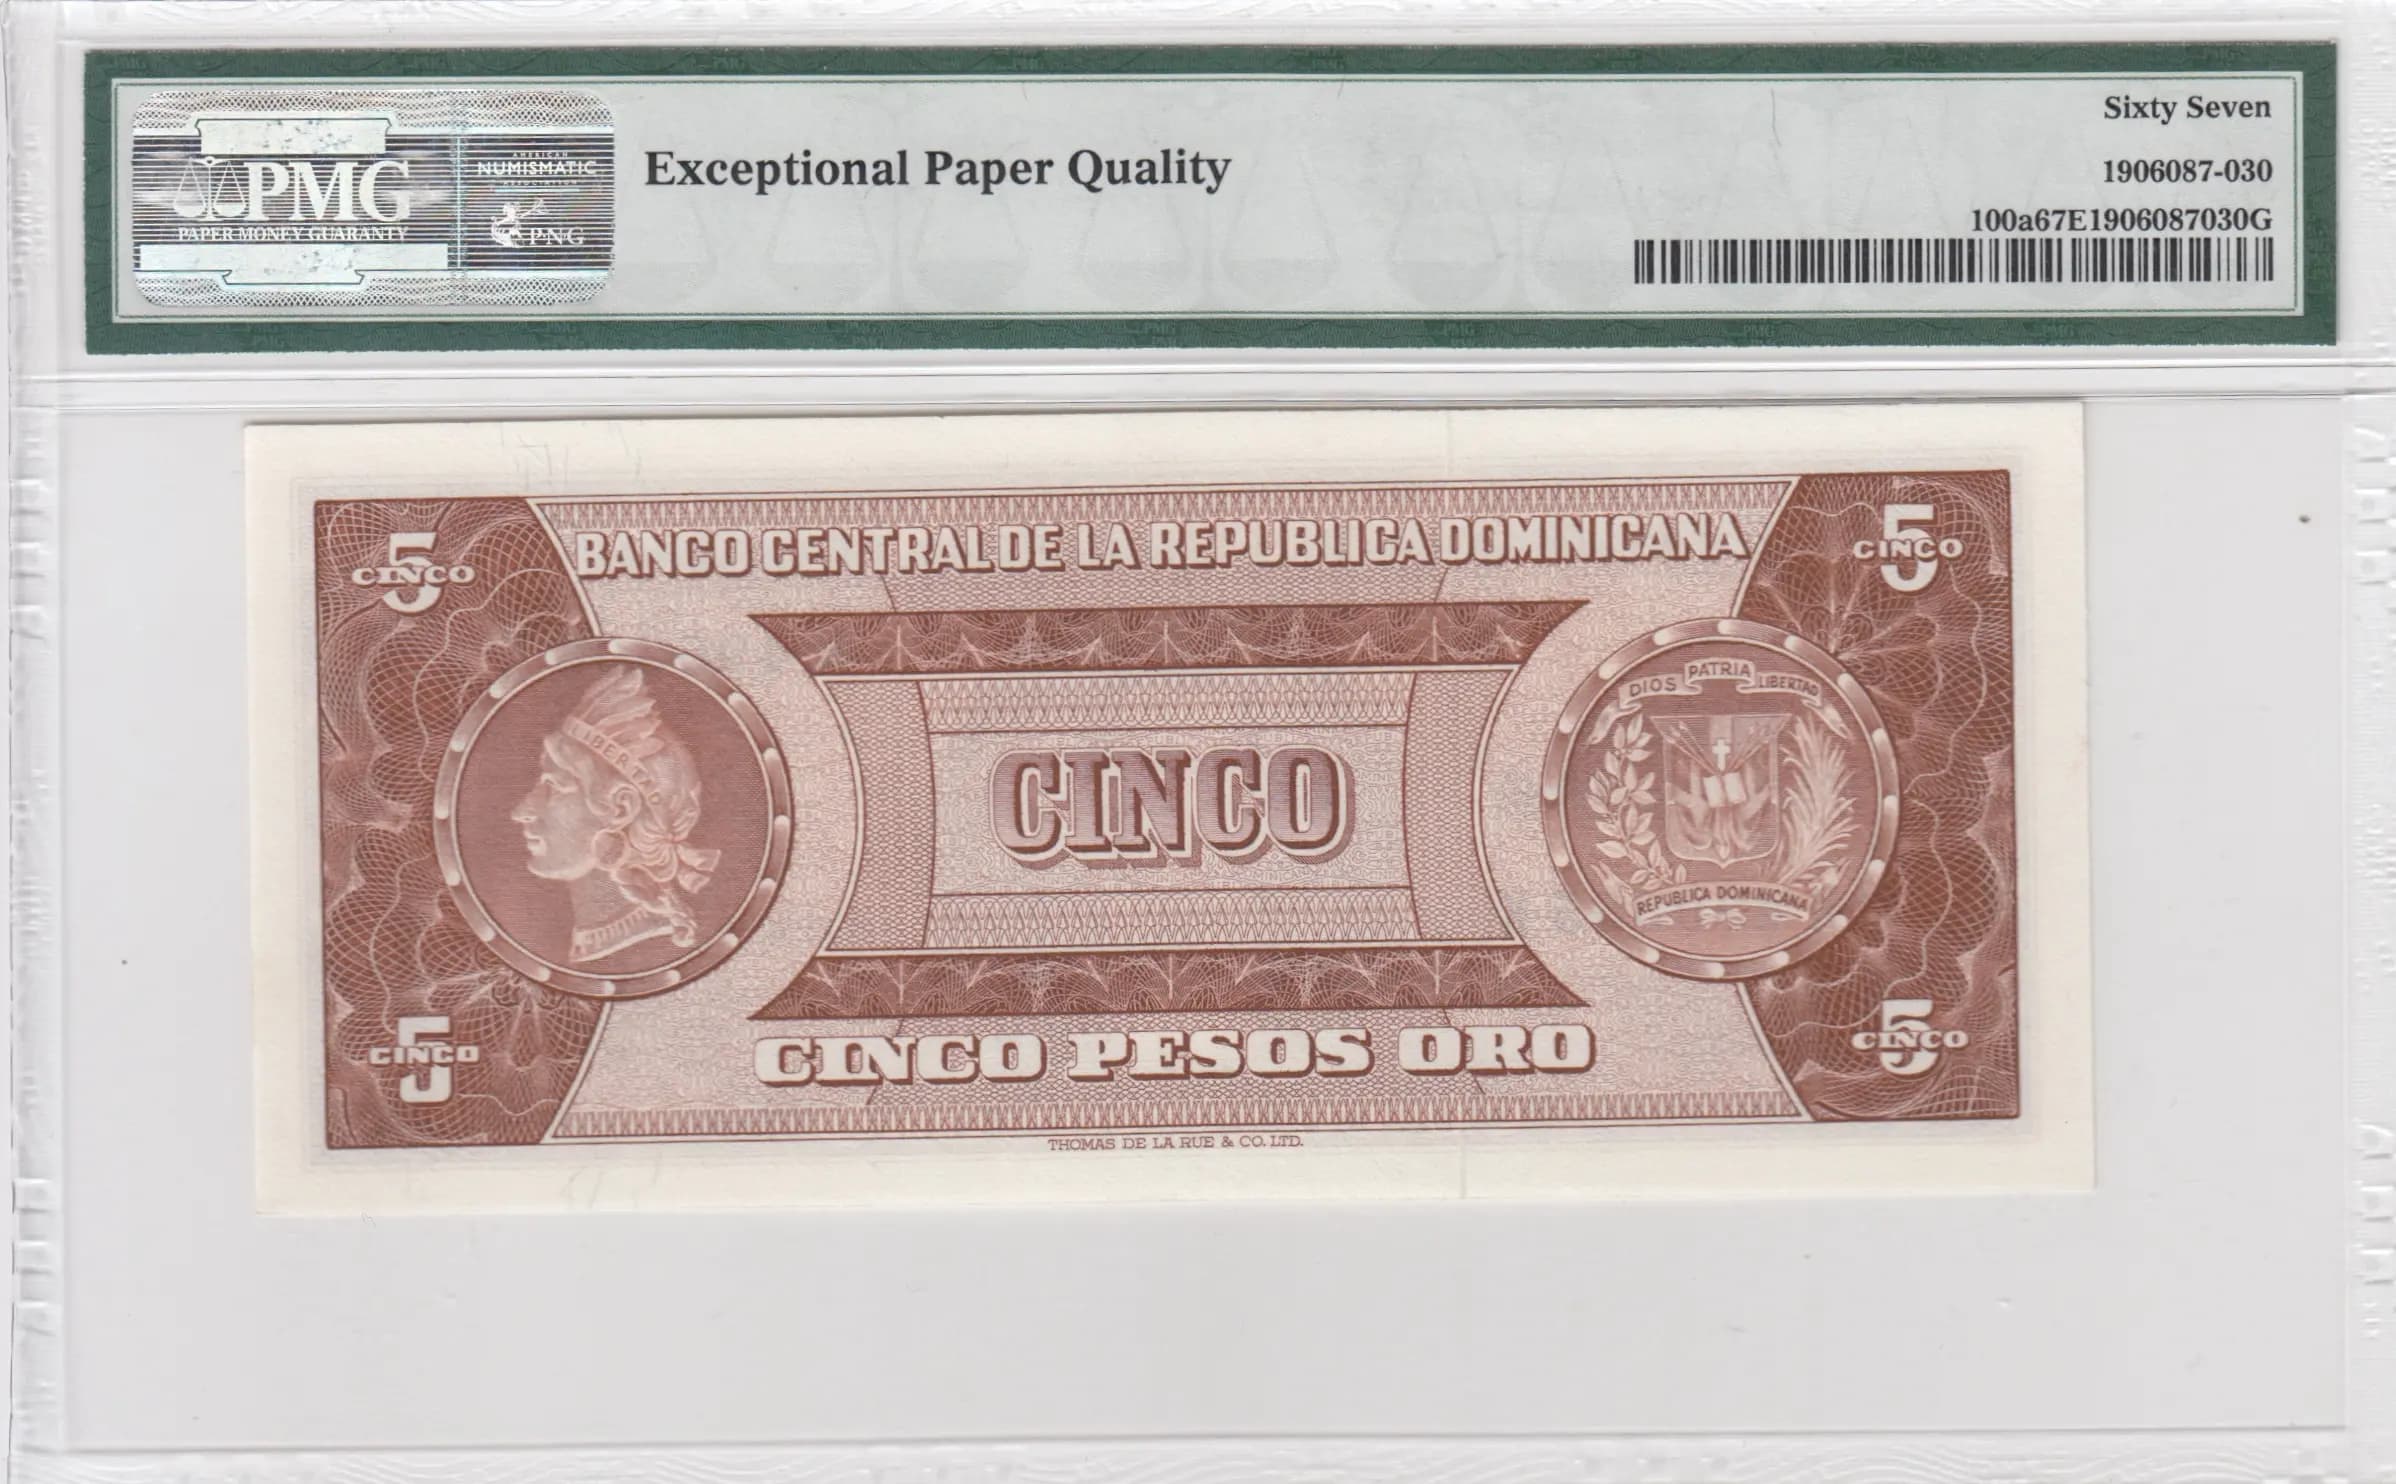 Sixty Seven
PMG
PAPER MONEY GUARANTY
AMERICAN
NUMISMATIC
ASSOCIATION
PNG
Exceptional Paper Quality
1906087-030
100a67E1906087030G
BANCO CENTRAL DE LA REPUBLICA DOMINICANA
5
CINCO
5
CINCO
DIOS PATRIA LIBERTAD
LIBERTAD
CINCO
REPUBLICA DOMINICANA
5
CINCO
CINCO PESOS ORO
5
CINCO
THOMAS DE LA RUE & CO. LTD.